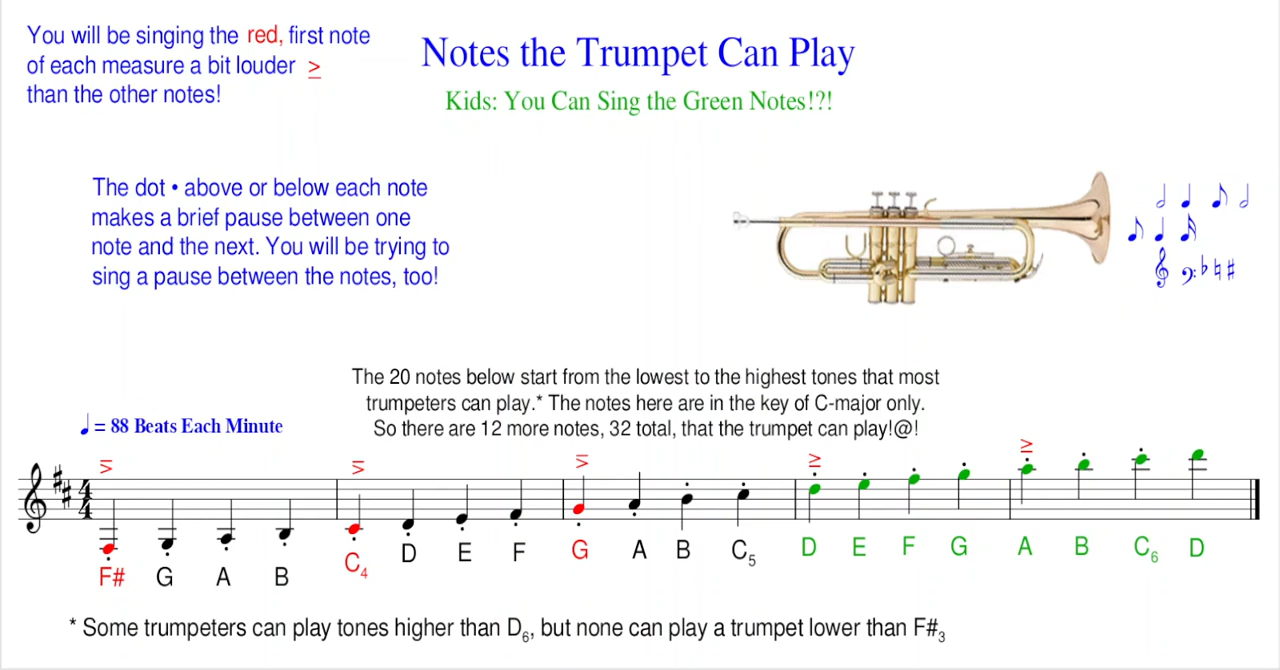 You will be singing the red, first note
of each measure a bit louder >
than the other notes!
Notes the Trumpet Can Play
Kids: You Can Sing the Green Notes!?!
The dot • above or below each note
makes a brief pause between one
note and the next. You will be trying to
sing a pause between the notes, too!
The 20 notes below start from the lowest to the highest tones that most
trumpeters can play.* The notes here are in the key of C-major only.
So there are 12 more notes, 32 total, that the trumpet can play!@!
♩ = 88 Beats Each Minute
4
4
F# G A B C4 D E F G A B C5 D E F G A B C6 D
* Some trumpeters can play tones higher than D6, but none can play a trumpet lower than F#3